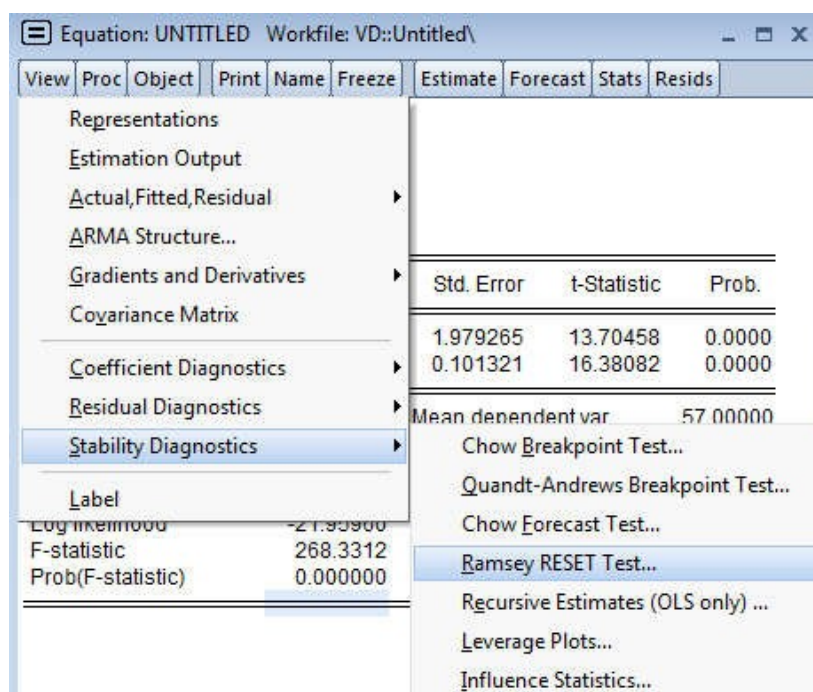 Equation: UNTITLED Workfile: VD::Untitled\
View Proc Object Print Name Freeze Estimate Forecast Stats Resids
Representations
Estimation Output
Actual,Fitted,Residual
ARMA Structure...
Gradients and Derivatives
Covariance Matrix
Coefficient Diagnostics
Residual Diagnostics
Stability Diagnostics
Label
Std. Error t-Statistic Prob.
1.979265 13.70458 0.0000
0.101321 16.38082 0.0000
Mean dependent var 57.00000
Chow Breakpoint Test...
Quandt-Andrews Breakpoint Test...
Chow Forecast Test...
Ramsey RESET Test...
Recursive Estimates (OLS only) ...
Leverage Plots...
Influence Statistics...
Log likelihood -21.95960
F-statistic 268.3312
Prob(F-statistic) 0.000000